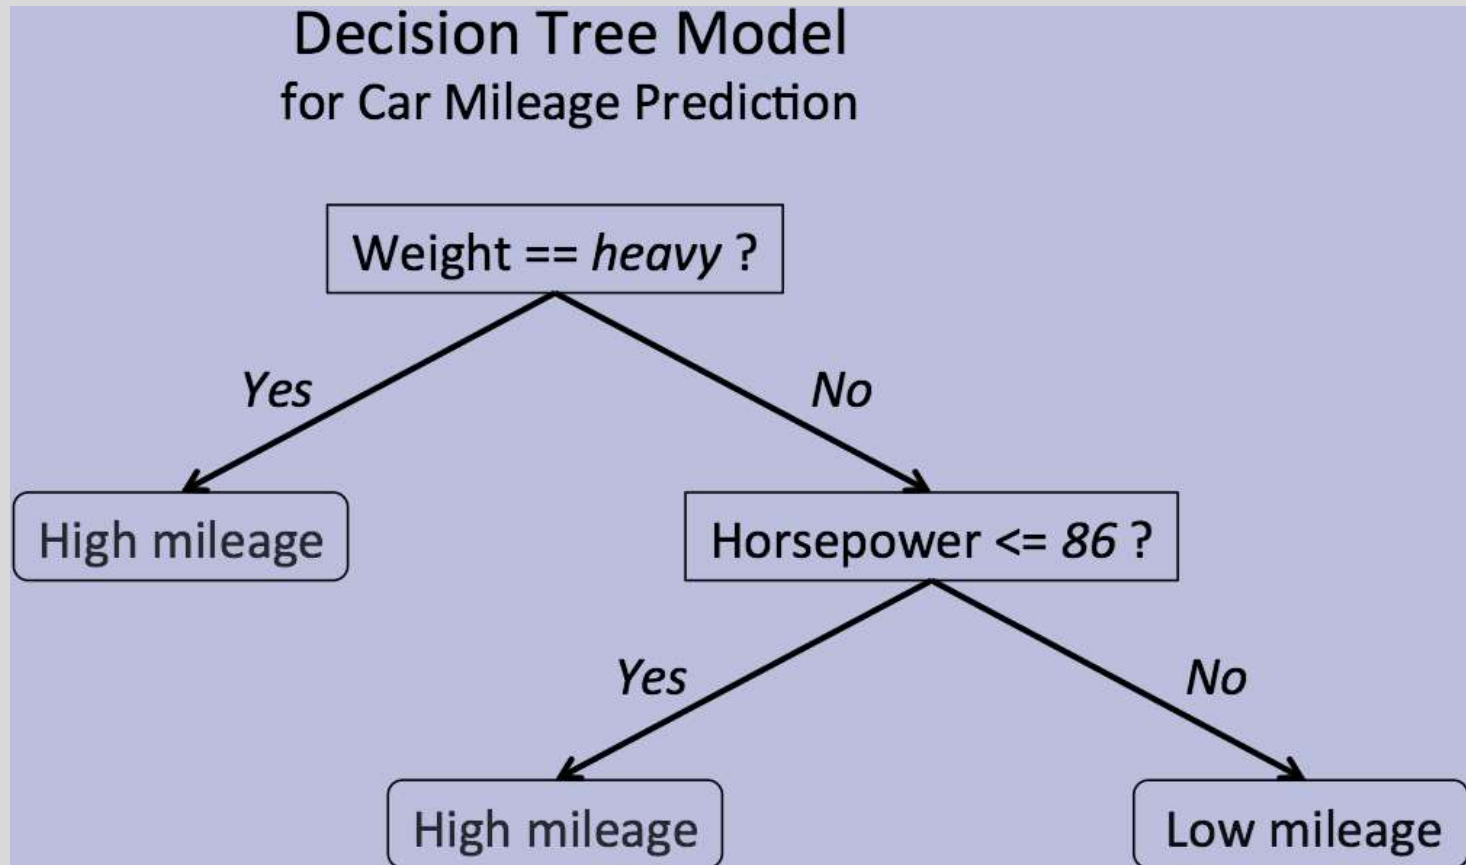 Decision Tree Model
for Car Mileage Prediction
Weight == heavy ?
Yes
No
High mileage
Horsepower <= 86 ?
Yes
No
High mileage
Low mileage